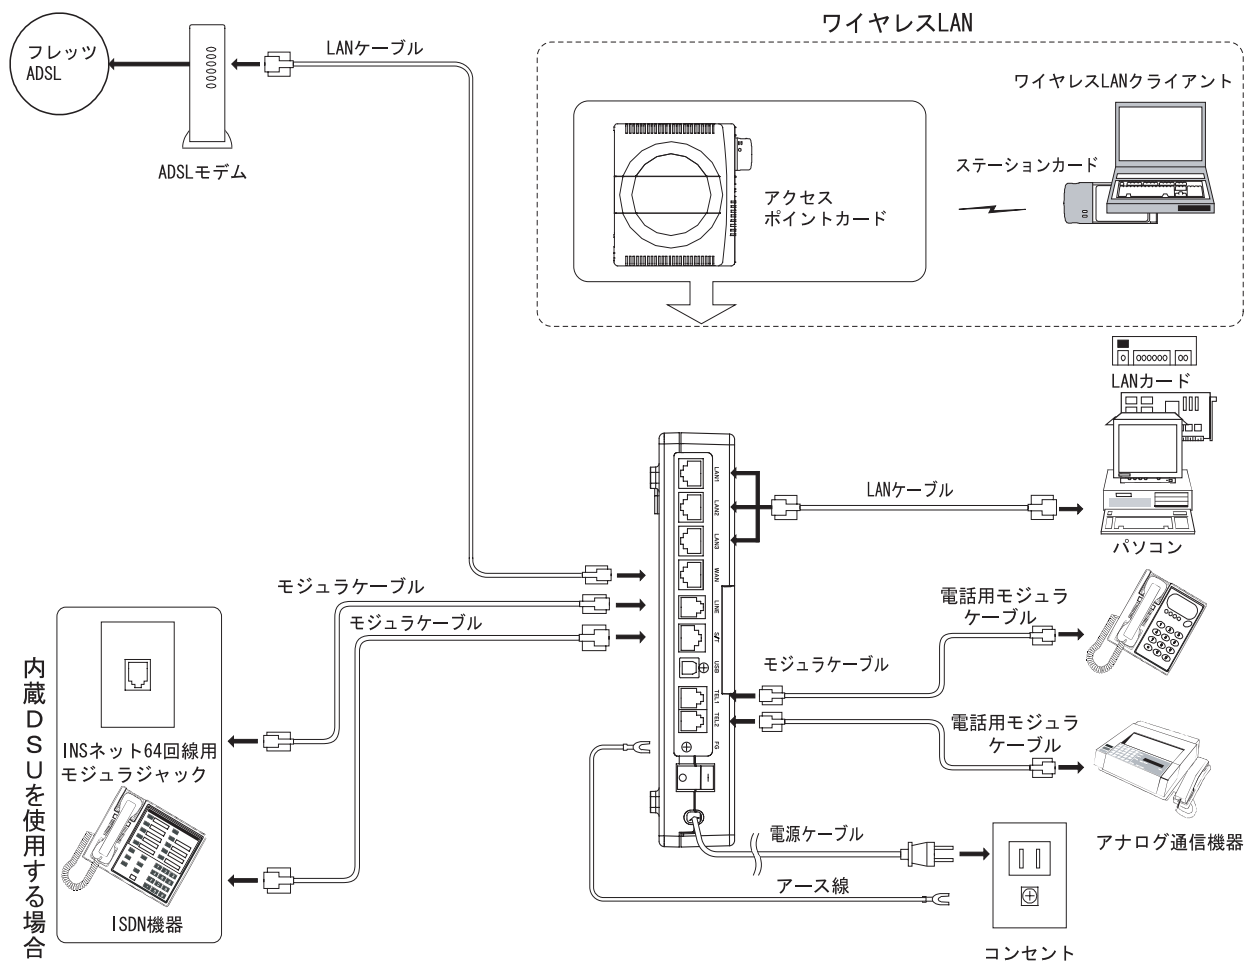 ワイヤレスLAN
フレッツ
ADSL
LANケーブル
ADSLモデム
ワイヤレスLANクライアント
ステーションカード
アクセス
ポイントカード
LANカード
パソコン
LANケーブル
LAN1
LAN2
LAN3
WAN
LINE
S/T
USB
TEL1
TEL2
FG
モジュラケーブル
モジュラケーブル
電話用モジュラ
ケーブル
モジュラケーブル
電話用モジュラ
ケーブル
アナログ通信機器
内蔵DSUを使用する場合
INSネット64回線用
モジュラジャック
ISDN機器
電源ケーブル
アース線
コンセント